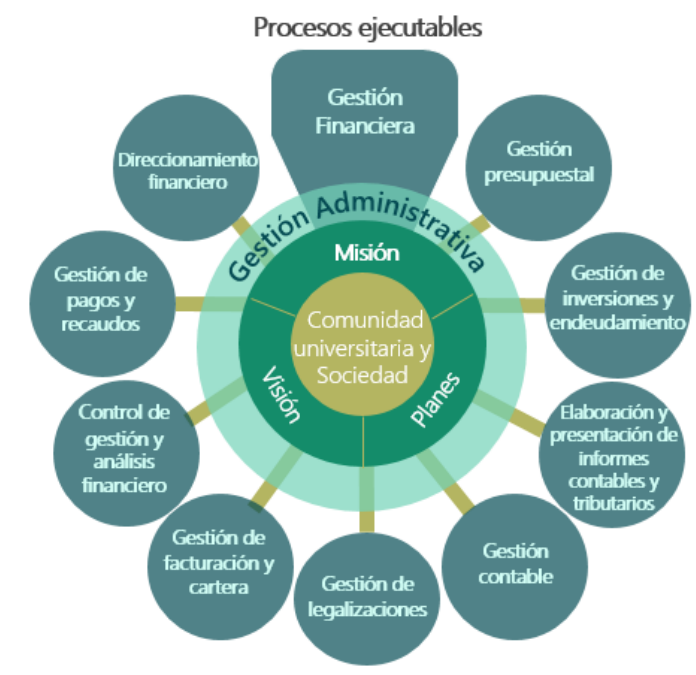 Procesos ejecutables
Gestión
Financiera
Gestión Administrativa
Misión
Comunidad
universitaria y
Sociedad
Visión
Planes
Direccionamiento
financiero
Gestión
presupuestal
Gestión de
pagos y
recaudos
Gestión de
inversiones y
endeudamiento
Control de
gestión y
análisis
financiero
Elaboración y
presentación de
informes
contables y
tributarios
Gestión de
facturación y
cartera
Gestión
contable
Gestión de
legalizaciones